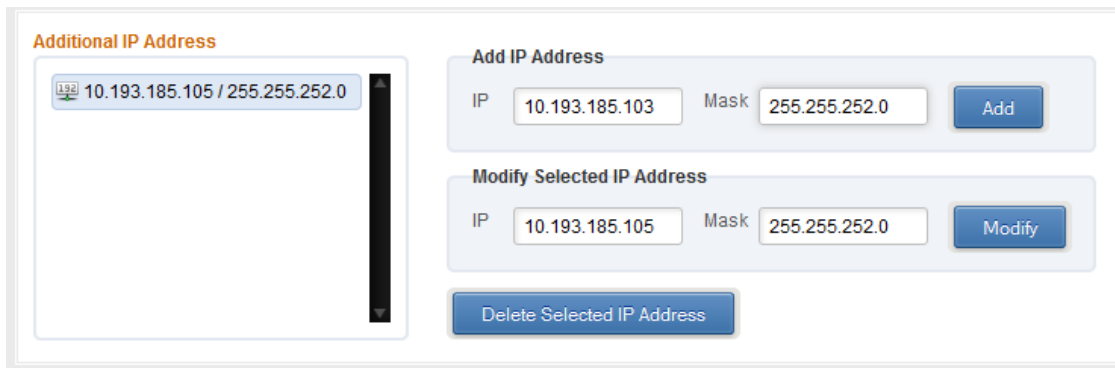 Additional IP Address
192 10.193.185.105 / 255.255.252.0
Add IP Address
IP 10.193.185.103 Mask 255.255.252.0 Add
Modify Selected IP Address
IP 10.193.185.105 Mask 255.255.252.0 Modify
Delete Selected IP Address